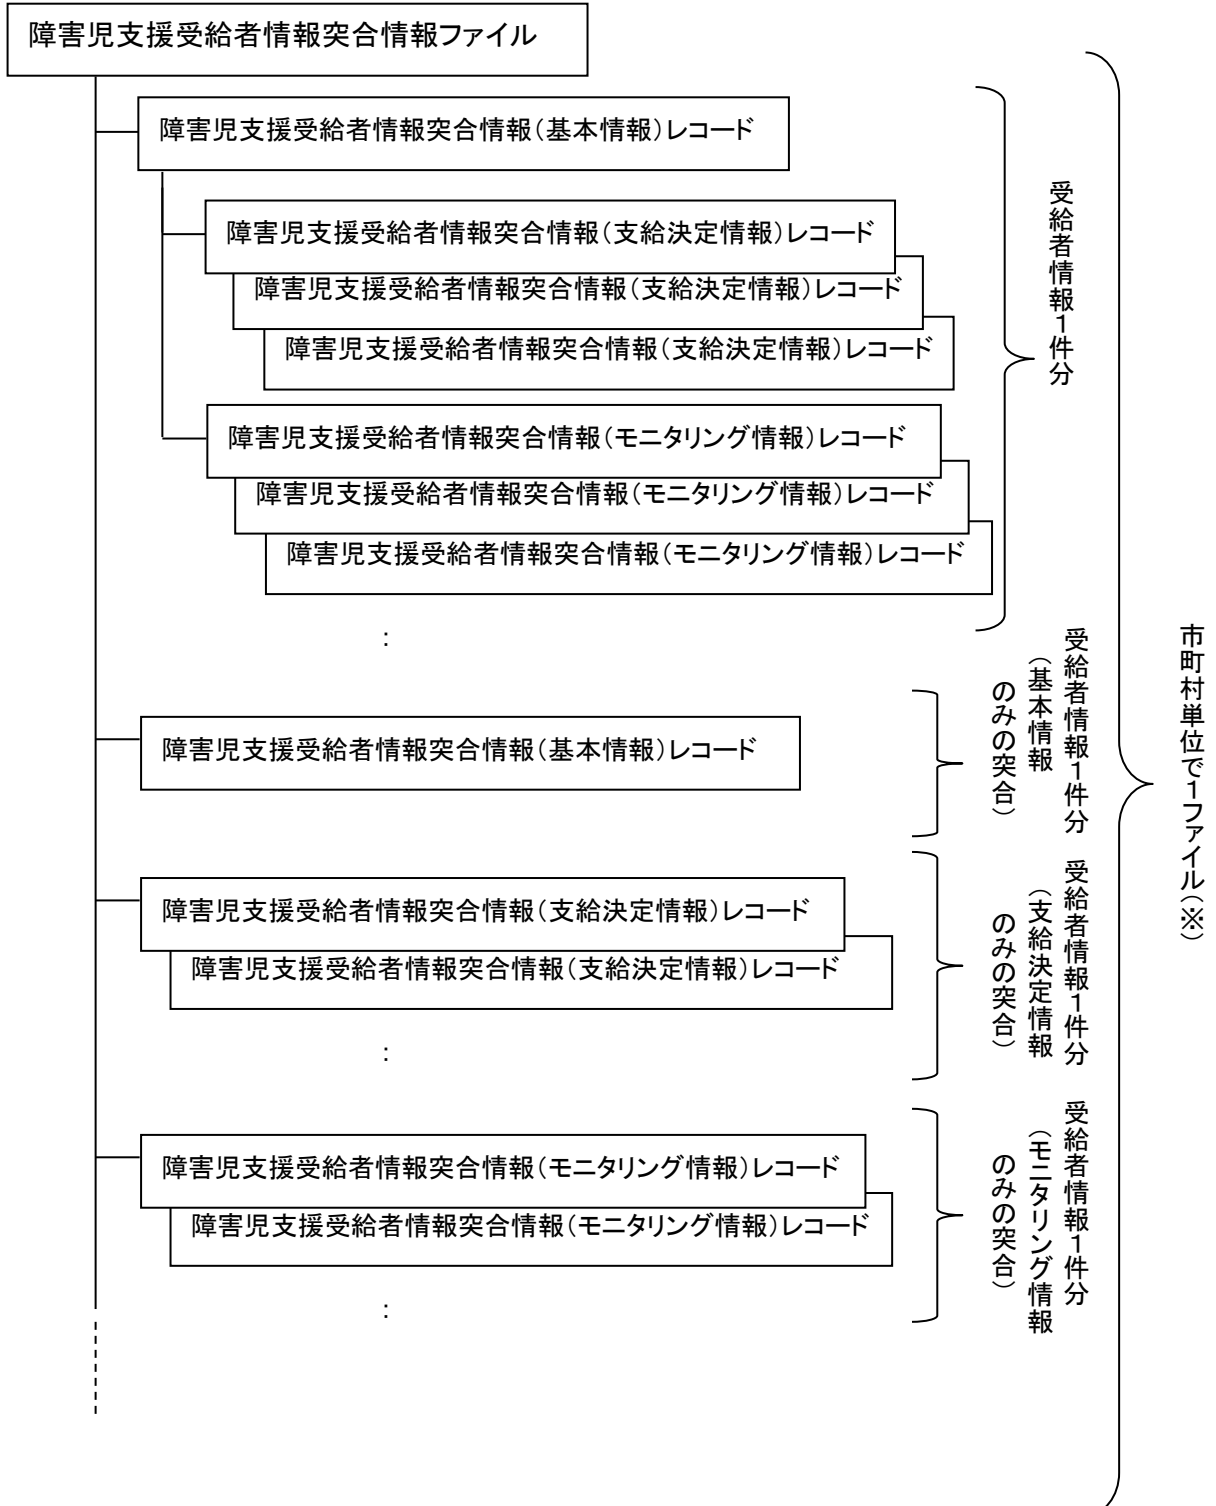 障害児支援受給者情報突合情報ファイル
障害児支援受給者情報突合情報(基本情報)レコード
障害児支援受給者情報突合情報(支給決定情報)レコード
障害児支援受給者情報突合情報(支給決定情報)レコード
障害児支援受給者情報突合情報(支給決定情報)レコード
障害児支援受給者情報突合情報(モニタリング情報)レコード
障害児支援受給者情報突合情報(モニタリング情報)レコード
障害児支援受給者情報突合情報(モニタリング情報)レコード
:
受給者情報1件分
障害児支援受給者情報突合情報(基本情報)レコード
受給者情報1件分
(基本情報
のみの突合)
障害児支援受給者情報突合情報(支給決定情報)レコード
障害児支援受給者情報突合情報(支給決定情報)レコード
:
受給者情報1件分
(支給決定情報
のみの突合)
障害児支援受給者情報突合情報(モニタリング情報)レコード
障害児支援受給者情報突合情報(モニタリング情報)レコード
:
受給者情報1件分
(モニタリング情報
のみの突合)
市町村単位で1ファイル(※)